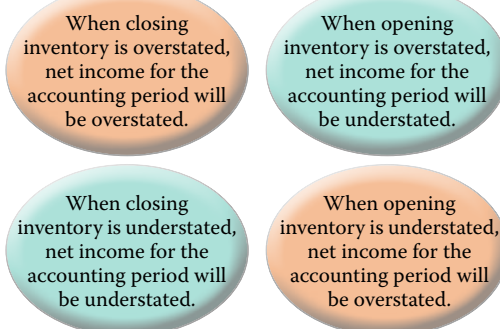 When closing
inventory is overstated,
net income for the
accounting period will
be overstated.
When opening
inventory is overstated,
net income for the
accounting period will
be understated.
When closing
inventory is understated,
net income for the
accounting period will
be understated.
When opening
inventory is understated,
net income for the
accounting period will
be overstated.